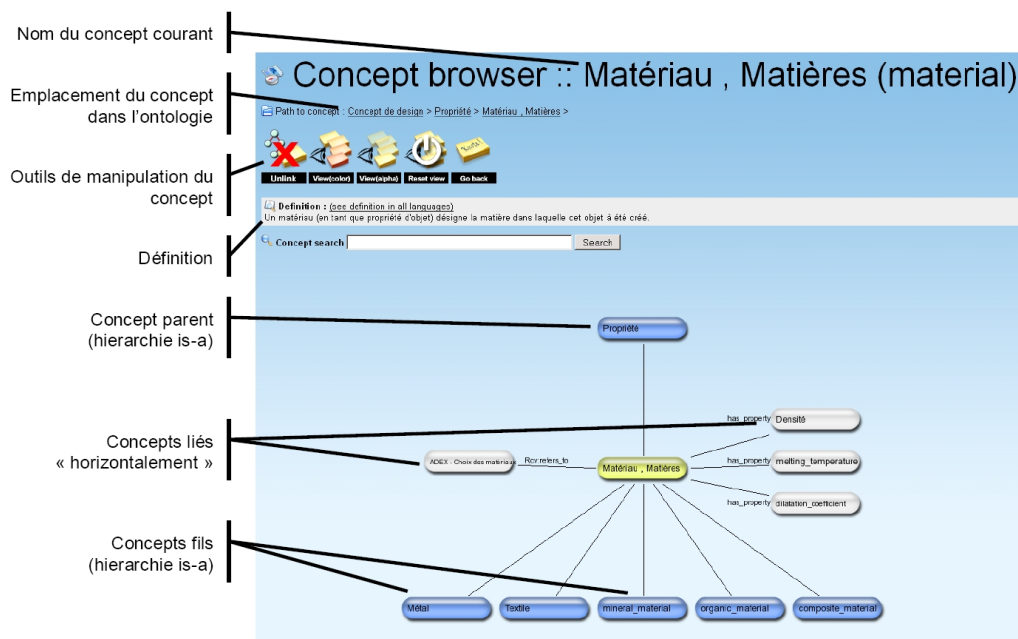 Nom du concept courant
Concept browser :: Matériau , Matières (material)
Emplacement du concept
dans l'ontologie
Path to concept : Concept de design > Propriété > Matériau , Matières >
Outils de manipulation du
concept
Unlink View(color) View(alpha) Reset view Go back
Definition : (see definition in all languages)
Un matériau (en tant que propriété d'objet) désigne la matière dans laquelle cet objet à été créé.
Définition
Concept search Search
Concept parent
(hierarchie is-a)
Propriété
Concepts liés
« horizontalement »
has_property Densité
ADEX - Choix des matériaux Rcv:refers_to Matériau , Matières has_property melting_temperature
has_property dilatation_coefficient
Concepts fils
(hierarchie is-a)
Métal Textile mineral_material organic_material composite_material